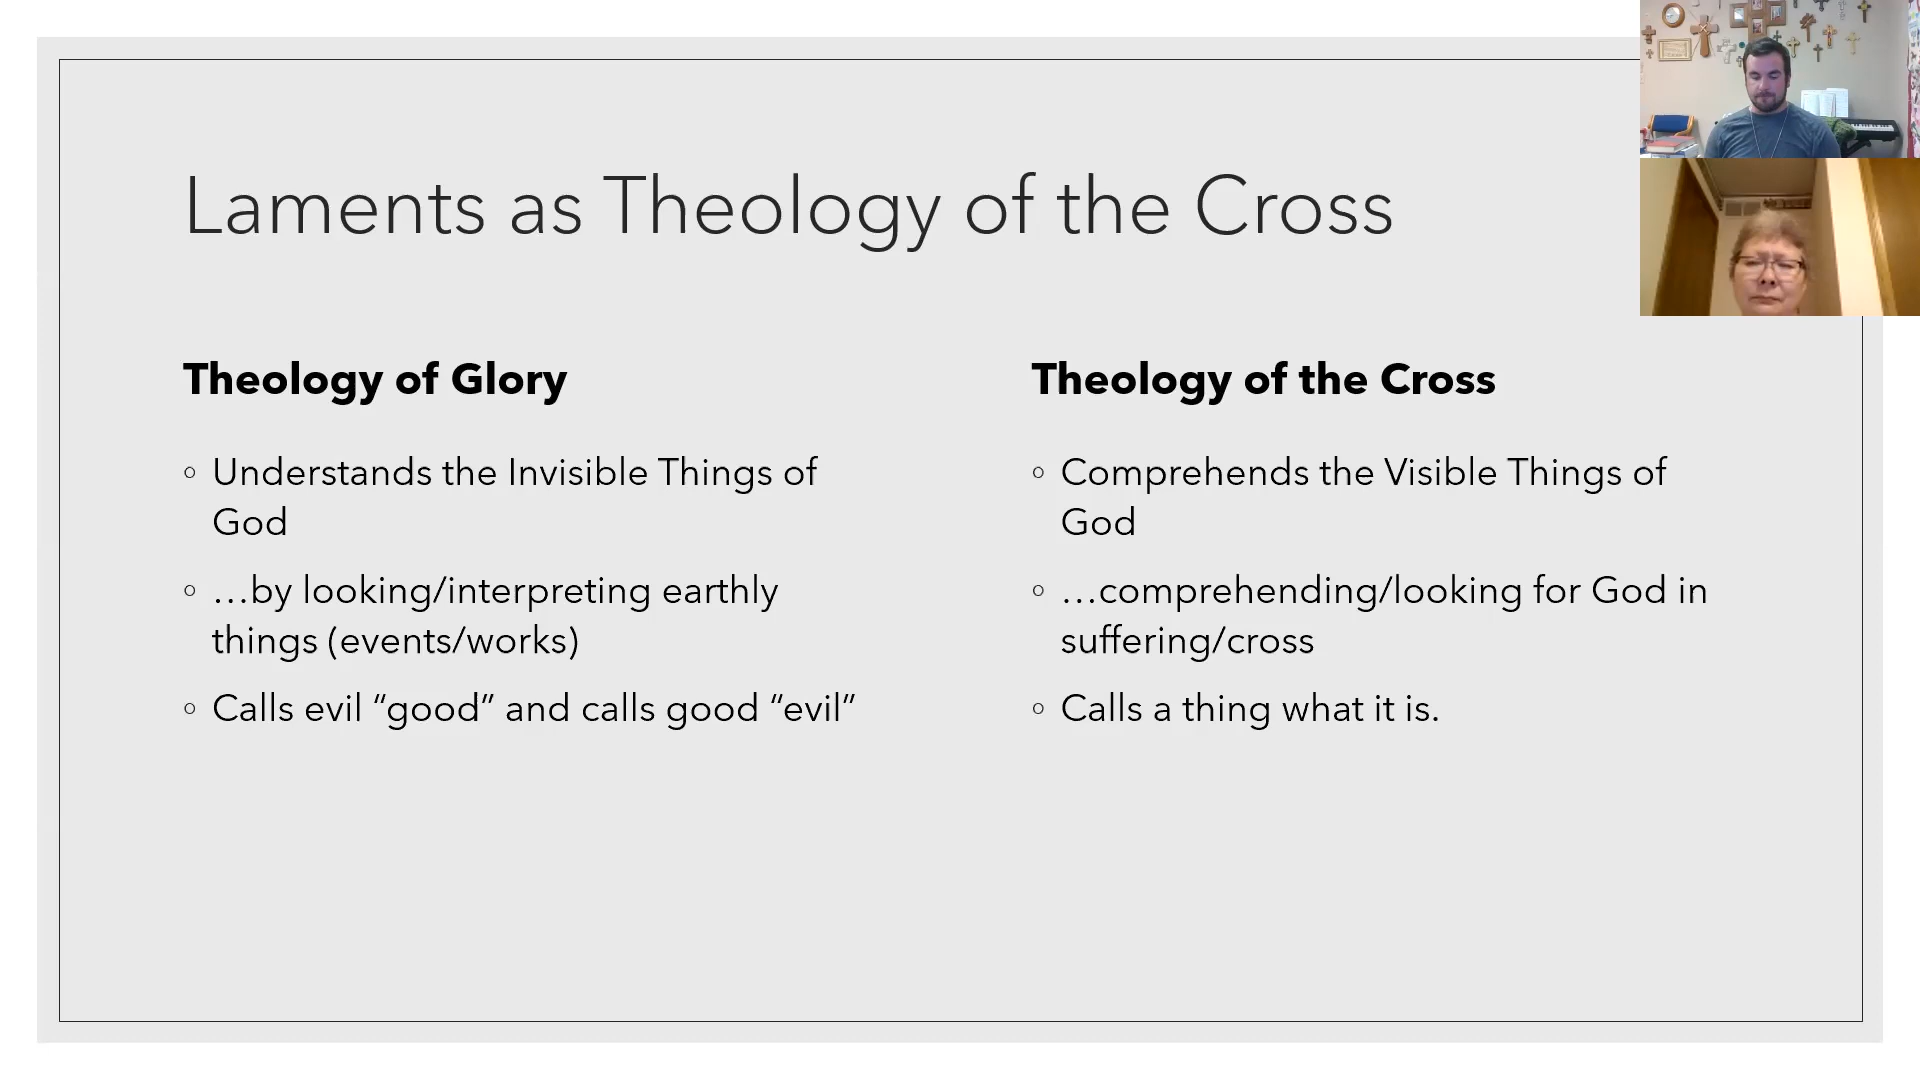 Laments as Theology of the Cross
Theology of Glory
◦ Understands the Invisible Things of
God
◦ …by looking/interpreting earthly
things (events/works)
◦ Calls evil “good” and calls good “evil”
Theology of the Cross
◦ Comprehends the Visible Things of
God
◦ …comprehending/looking for God in
suffering/cross
◦ Calls a thing what it is.